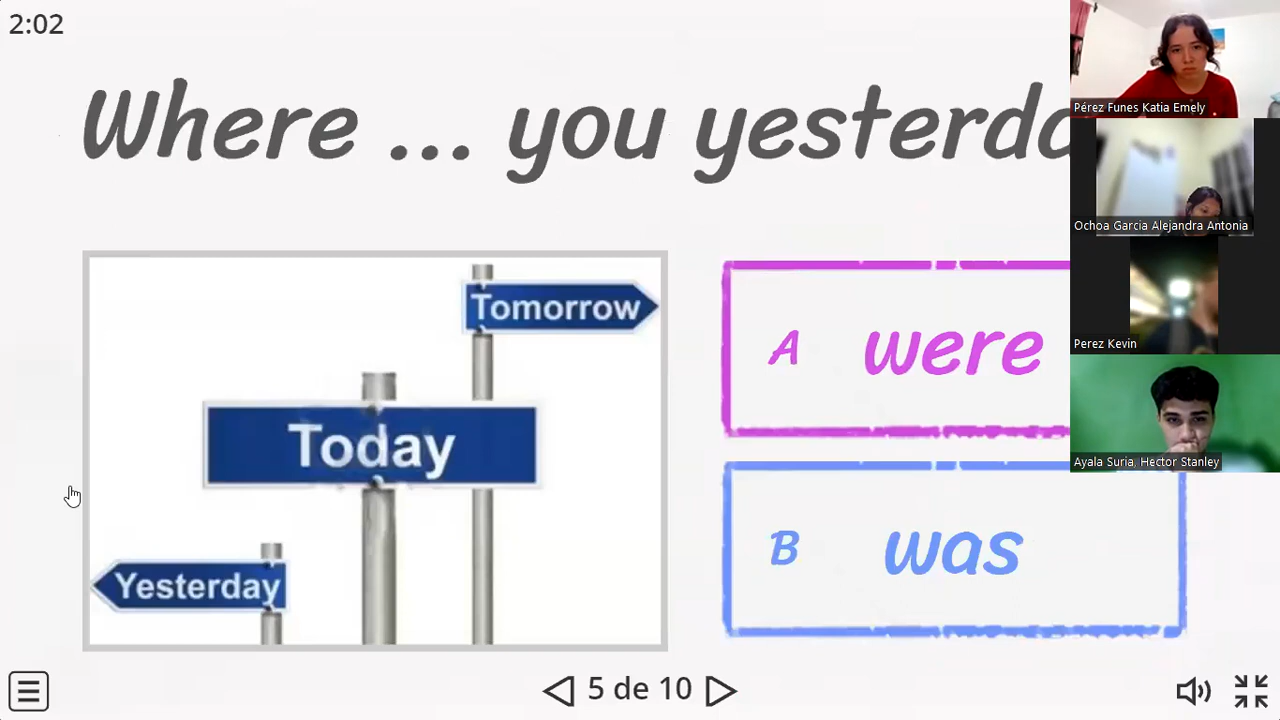 2:02
Where ... you yesterda
Tomorrow
Today
Yesterday
A were
B was
5 de 10
Pérez Funes Katia Emely
Ochoa Garcia Alejandra Antonia
Perez Kevin
Ayala Suria, Hector Stanley